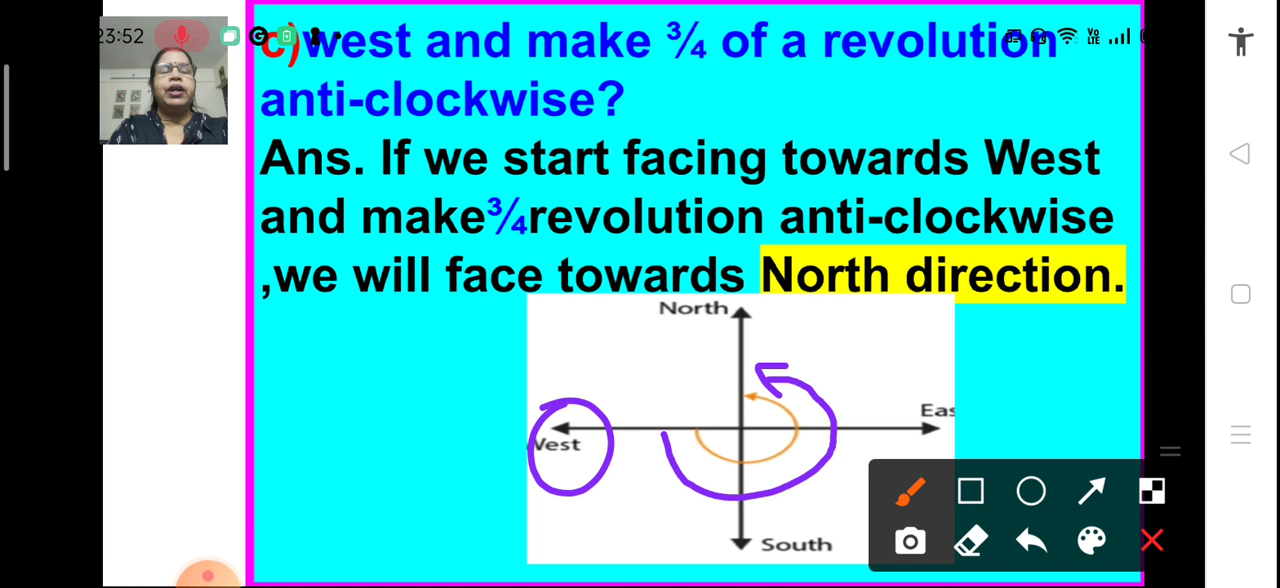 23:52
c)west and make ¾ of a revolution
anti-clockwise?
Ans. If we start facing towards West
and make¾revolution anti-clockwise
,we will face towards North direction.
North
Eas
West
South